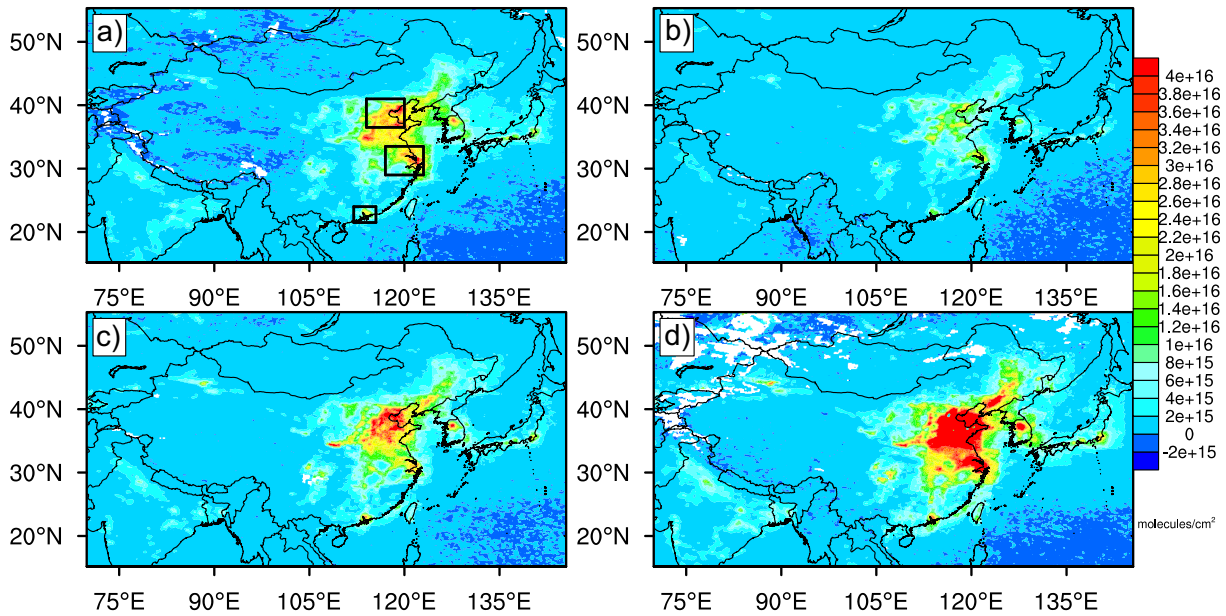 a)
b)
50°N
40°N
30°N
20°N
50°N
40°N
30°N
20°N
75°E 90°E 105°E 120°E 135°E
75°E 90°E 105°E 120°E 135°E
c)
d)
50°N
40°N
30°N
20°N
50°N
40°N
30°N
20°N
75°E 90°E 105°E 120°E 135°E
75°E 90°E 105°E 120°E 135°E
4e+16
3.8e+16
3.6e+16
3.4e+16
3.2e+16
3e+16
2.8e+16
2.6e+16
2.4e+16
2.2e+16
2e+16
1.8e+16
1.6e+16
1.4e+16
1.2e+16
1e+16
8e+15
6e+15
4e+15
2e+15
0
-2e+15
molecules/cm²